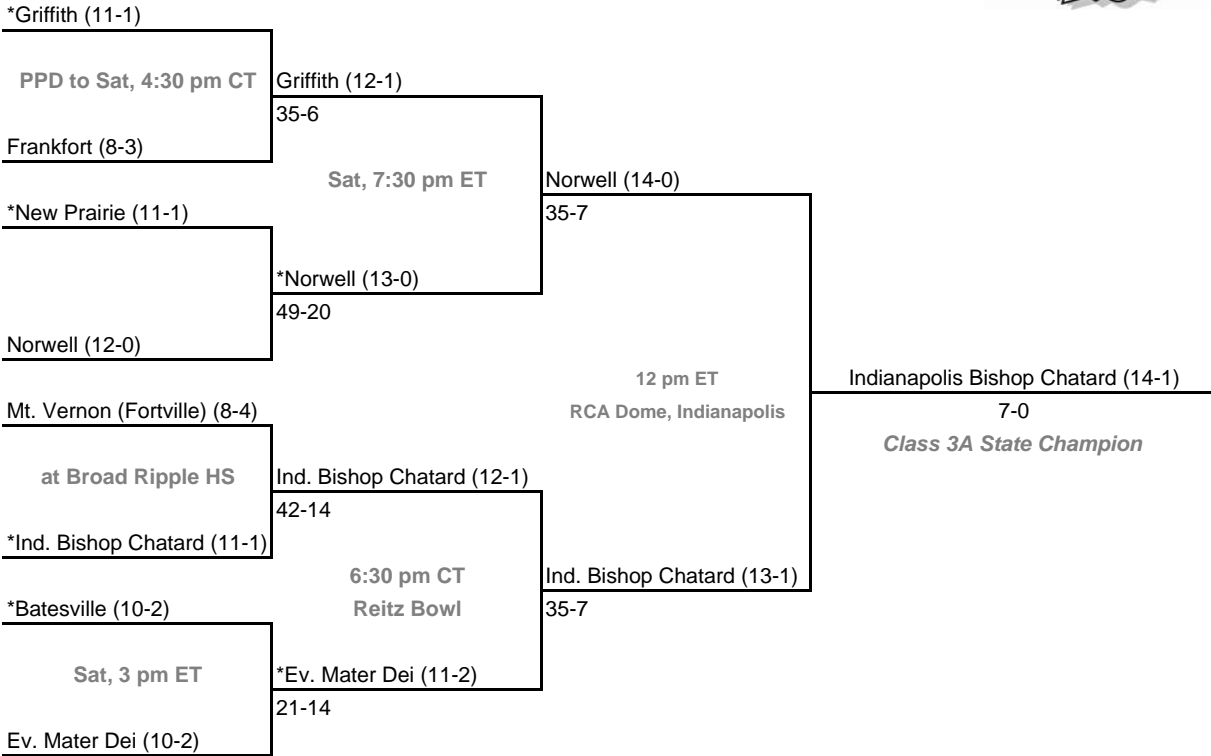 *Griffith (11-1)
PPD to Sat, 4:30 pm CT
Griffith (12-1)
35-6
Frankfort (8-3)
Sat, 7:30 pm ET
Norwell (14-0)
35-7
*New Prairie (11-1)
*Norwell (13-0)
49-20
Norwell (12-0)
12 pm ET
RCA Dome, Indianapolis
Indianapolis Bishop Chatard (14-1)
7-0
Class 3A State Champion
Mt. Vernon (Fortville) (8-4)
at Broad Ripple HS
Ind. Bishop Chatard (12-1)
42-14
*Ind. Bishop Chatard (11-1)
6:30 pm CT
Reitz Bowl
Ind. Bishop Chatard (13-1)
35-7
*Batesville (10-2)
Sat, 3 pm ET
*Ev. Mater Dei (11-2)
21-14
Ev. Mater Dei (10-2)